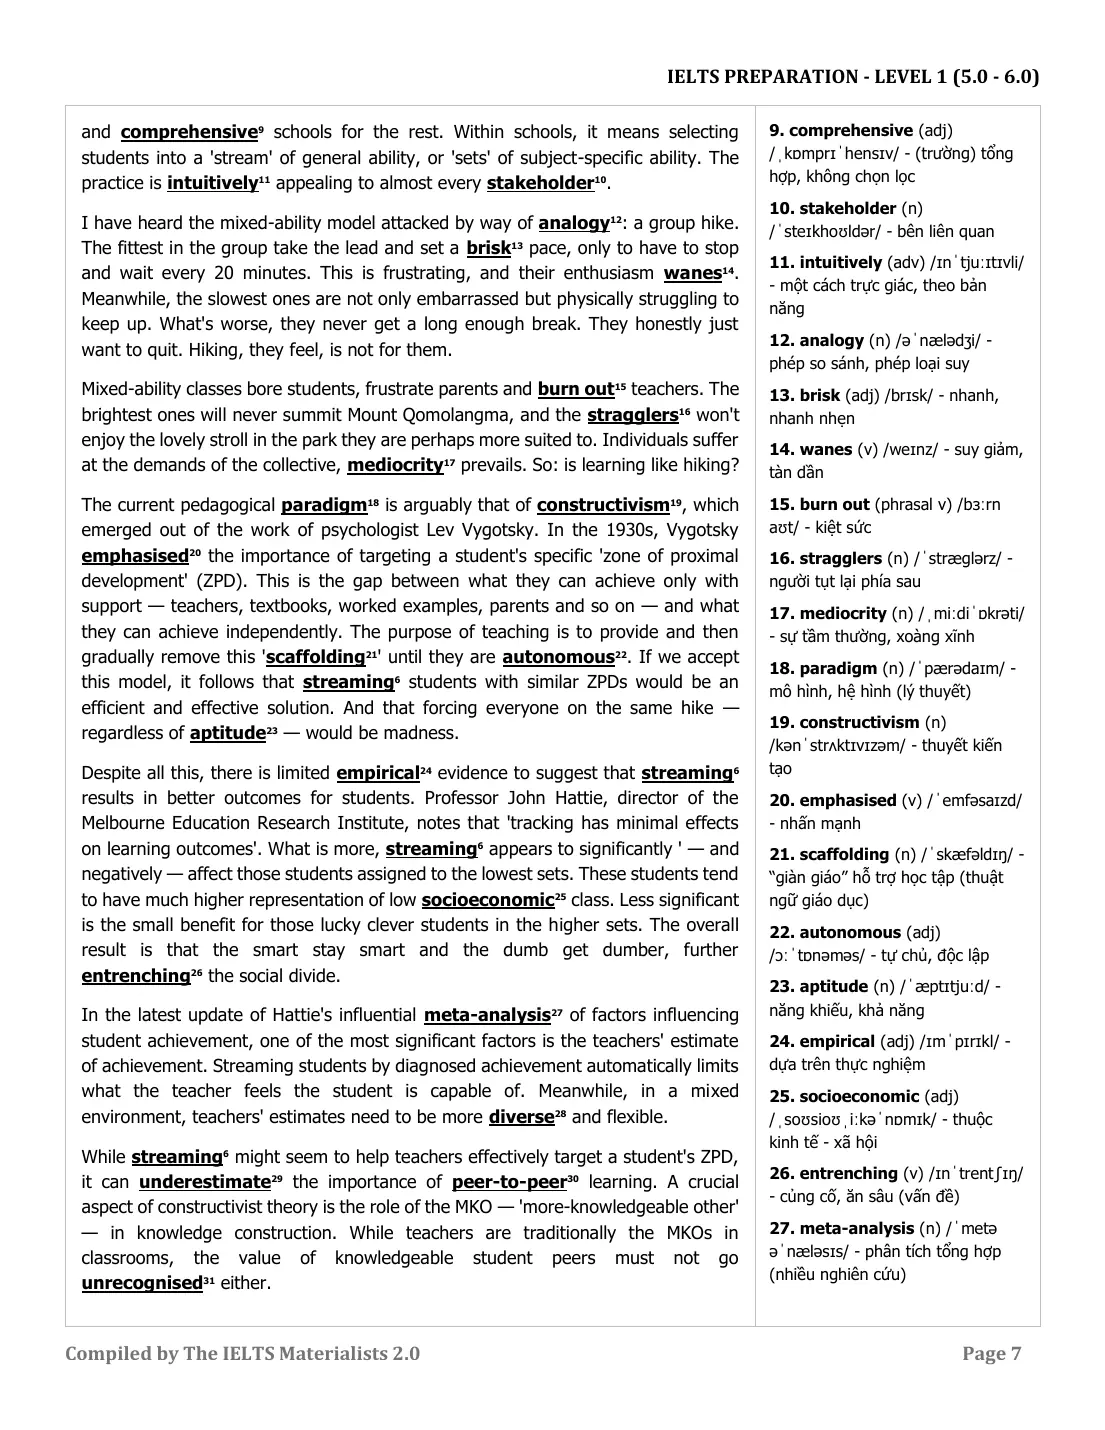 IELTS PREPARATION - LEVEL 1 (5.0 - 6.0)
and comprehensive⁹ schools for the rest. Within schools, it means selecting
students into a 'stream' of general ability, or 'sets' of subject-specific ability. The
practice is intuitively¹¹ appealing to almost every stakeholder¹⁰.
I have heard the mixed-ability model attacked by way of analogy¹²: a group hike.
The fittest in the group take the lead and set a brisk¹³ pace, only to have to stop
and wait every 20 minutes. This is frustrating, and their enthusiasm wanes¹⁴.
Meanwhile, the slowest ones are not only embarrassed but physically struggling to
keep up. What's worse, they never get a long enough break. They honestly just
want to quit. Hiking, they feel, is not for them.
Mixed-ability classes bore students, frustrate parents and burn out¹⁵ teachers. The
brightest ones will never summit Mount Qomolangma, and the stragglers¹⁶ won't
enjoy the lovely stroll in the park they are perhaps more suited to. Individuals suffer
at the demands of the collective, mediocrity¹⁷ prevails. So: is learning like hiking?
The current pedagogical paradigm¹⁸ is arguably that of constructivism¹⁹, which
emerged out of the work of psychologist Lev Vygotsky. In the 1930s, Vygotsky
emphasised²⁰ the importance of targeting a student's specific 'zone of proximal
development' (ZPD). This is the gap between what they can achieve only with
support — teachers, textbooks, worked examples, parents and so on — and what
they can achieve independently. The purpose of teaching is to provide and then
gradually remove this 'scaffolding²¹' until they are autonomous²². If we accept
this model, it follows that streaming⁶ students with similar ZPDs would be an
efficient and effective solution. And that forcing everyone on the same hike —
regardless of aptitude²³ — would be madness.
Despite all this, there is limited empirical²⁴ evidence to suggest that streaming⁶
results in better outcomes for students. Professor John Hattie, director of the
Melbourne Education Research Institute, notes that 'tracking has minimal effects
on learning outcomes'. What is more, streaming⁶ appears to significantly ' — and
negatively — affect those students assigned to the lowest sets. These students tend
to have much higher representation of low socioeconomic²⁵ class. Less significant
is the small benefit for those lucky clever students in the higher sets. The overall
result is that the smart stay smart and the dumb get dumber, further
entrenching²⁶ the social divide.
In the latest update of Hattie's influential meta-analysis²⁷ of factors influencing
student achievement, one of the most significant factors is the teachers' estimate
of achievement. Streaming students by diagnosed achievement automatically limits
what the teacher feels the student is capable of. Meanwhile, in a mixed
environment, teachers' estimates need to be more diverse²⁸ and flexible.
While streaming⁶ might seem to help teachers effectively target a student's ZPD,
it can underestimate²⁹ the importance of peer-to-peer³⁰ learning. A crucial
aspect of constructivist theory is the role of the MKO — 'more-knowledgeable other'
— in knowledge construction. While teachers are traditionally the MKOs in
classrooms, the value of knowledgeable student peers must not go
unrecognised³¹ either.
9. comprehensive (adj)
/ˌkɒmprɪˈhensɪv/ - (trường) tổng
hợp, không chọn lọc
10. stakeholder (n)
/ˈsteɪkhoʊldər/ - bên liên quan
11. intuitively (adv) /ɪnˈtjuːɪtɪvli/
- một cách trực giác, theo bản
năng
12. analogy (n) /əˈnælədʒi/ -
phép so sánh, phép loại suy
13. brisk (adj) /brɪsk/ - nhanh,
nhanh nhẹn
14. wanes (v) /weɪnz/ - suy giảm,
tàn dần
15. burn out (phrasal v) /bɜːrn
aʊt/ - kiệt sức
16. stragglers (n) /ˈstræɡlərz/ -
người tụt lại phía sau
17. mediocrity (n) /ˌmiːdiˈɒkrəti/
- sự tầm thường, xoàng xĩnh
18. paradigm (n) /ˈpærədaɪm/ -
mô hình, hệ hình (lý thuyết)
19. constructivism (n)
/kənˈstrʌktɪvɪzəm/ - thuyết kiến
tạo
20. emphasised (v) /ˈemfəsaɪzd/
- nhấn mạnh
21. scaffolding (n) /ˈskæfəldɪŋ/ -
“giàn giáo” hỗ trợ học tập (thuật
ngữ giáo dục)
22. autonomous (adj)
/ɔːˈtɒnəməs/ - tự chủ, độc lập
23. aptitude (n) /ˈæptɪtjuːd/ -
năng khiếu, khả năng
24. empirical (adj) /ɪmˈpɪrɪkl/ -
dựa trên thực nghiệm
25. socioeconomic (adj)
/ˌsoʊsioʊˌiːkəˈnɒmɪk/ - thuộc
kinh tế - xã hội
26. entrenching (v) /ɪnˈtrentʃɪŋ/
- củng cố, ăn sâu (vấn đề)
27. meta-analysis (n) /ˈmetə
əˈnæləsɪs/ - phân tích tổng hợp
(nhiều nghiên cứu)
Compiled by The IELTS Materialists 2.0
Page 7